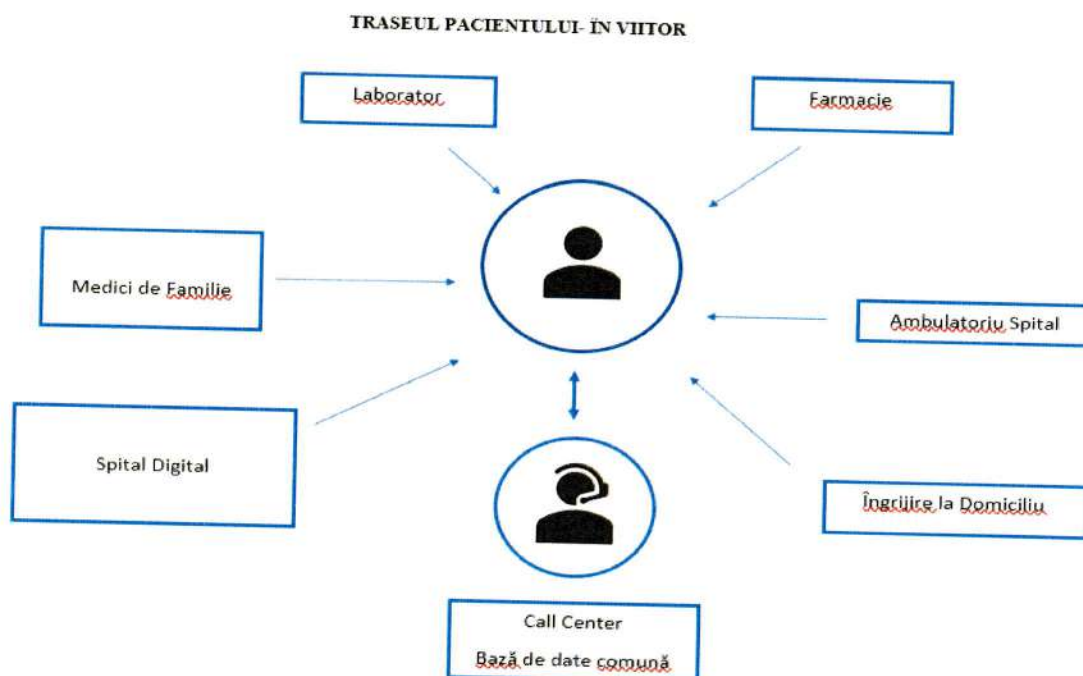 TRASEUL PACIENTULUI- ÎN VIITOR
Laborator
Farmacie
Medici de Familie
Ambulatoriu Spital
Spital Digital
Îngrijire la Domiciliu
Call Center
Bază de date comună